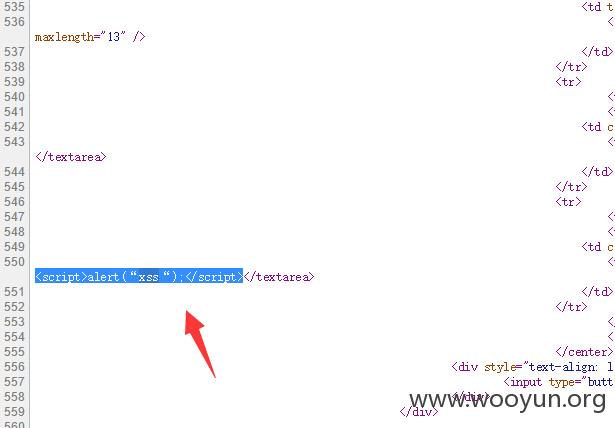 535 <td t
536 <
maxlength="13" />
537 </td>
538 </tr>
539 <tr>
540 <
541 <
542 <td c
543 <
</textarea>
544 </td>
545 </tr>
546 <tr>
547 <
548 <
549 <td c
550 <
<script>alert(“xss“);</script></textarea>
551 </td>
552 </tr>
553 </
554 <
555 </center>
556 <div style="text-align: l
557 <input type="butt
558 </div>
www.wooyun.org
559 </div>
560